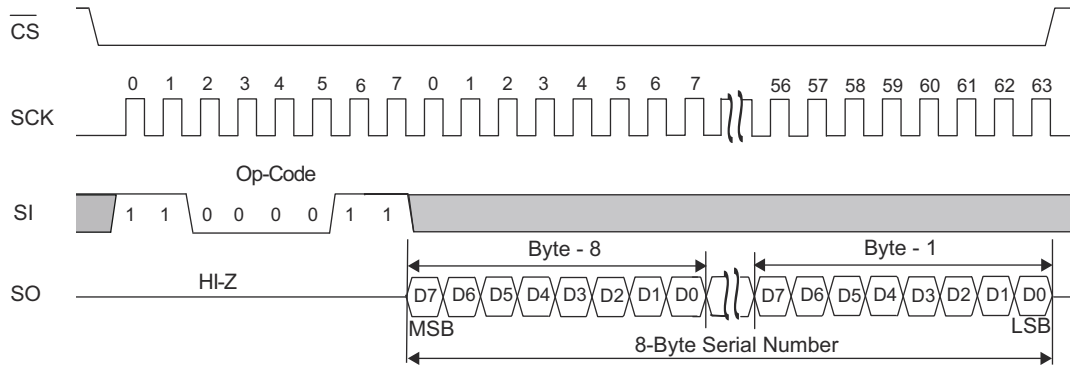 CS
0 1 2 3 4 5 6 7 0 1 2 3 4 5 6 7 56 57 58 59 60 61 62 63
SCK
Op-Code
SI 1 1 0 0 0 0 1 1
Byte - 8 Byte - 1
HI-Z
SO D7 D6 D5 D4 D3 D2 D1 D0 D7 D6 D5 D4 D3 D2 D1 D0
MSB LSB
8-Byte Serial Number